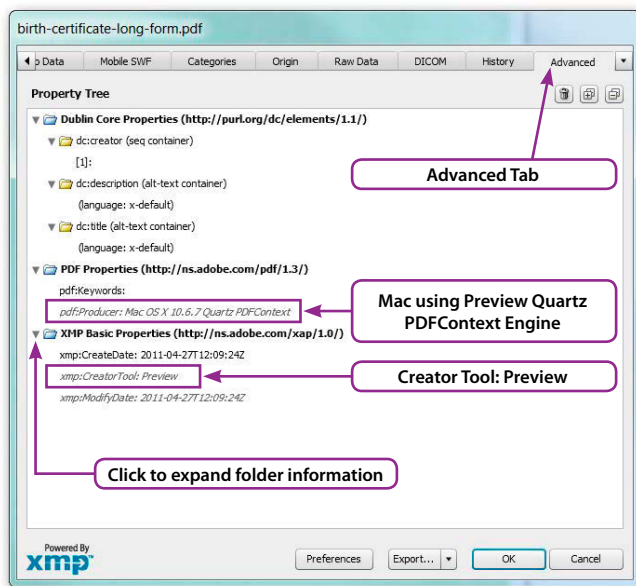 birth-certificate-long-form.pdf
p Data Mobile SWF Categories Origin Raw Data DICOM History Advanced
Property Tree
Dublin Core Properties (http://purl.org/dc/elements/1.1/)
dc:creator (seq container)
[1]:
Advanced Tab
dc:description (alt-text container)
(language: x-default)
dc:title (alt-text container)
(language: x-default)
PDF Properties (http://ns.adobe.com/pdf/1.3/)
pdf:Keywords:
pdf:Producer: Mac OS X 10.6.7 Quartz PDFContext
Mac using Preview Quartz
PDFContext Engine
XMP Basic Properties (http://ns.adobe.com/xap/1.0/)
xmp:CreateDate: 2011-04-27T12:09:24Z
xmp:CreatorTool: Preview
Creator Tool: Preview
xmp:ModifyDate: 2011-04-27T12:09:24Z
Click to expand folder information
Powered By
xmp™
Preferences Export... OK Cancel